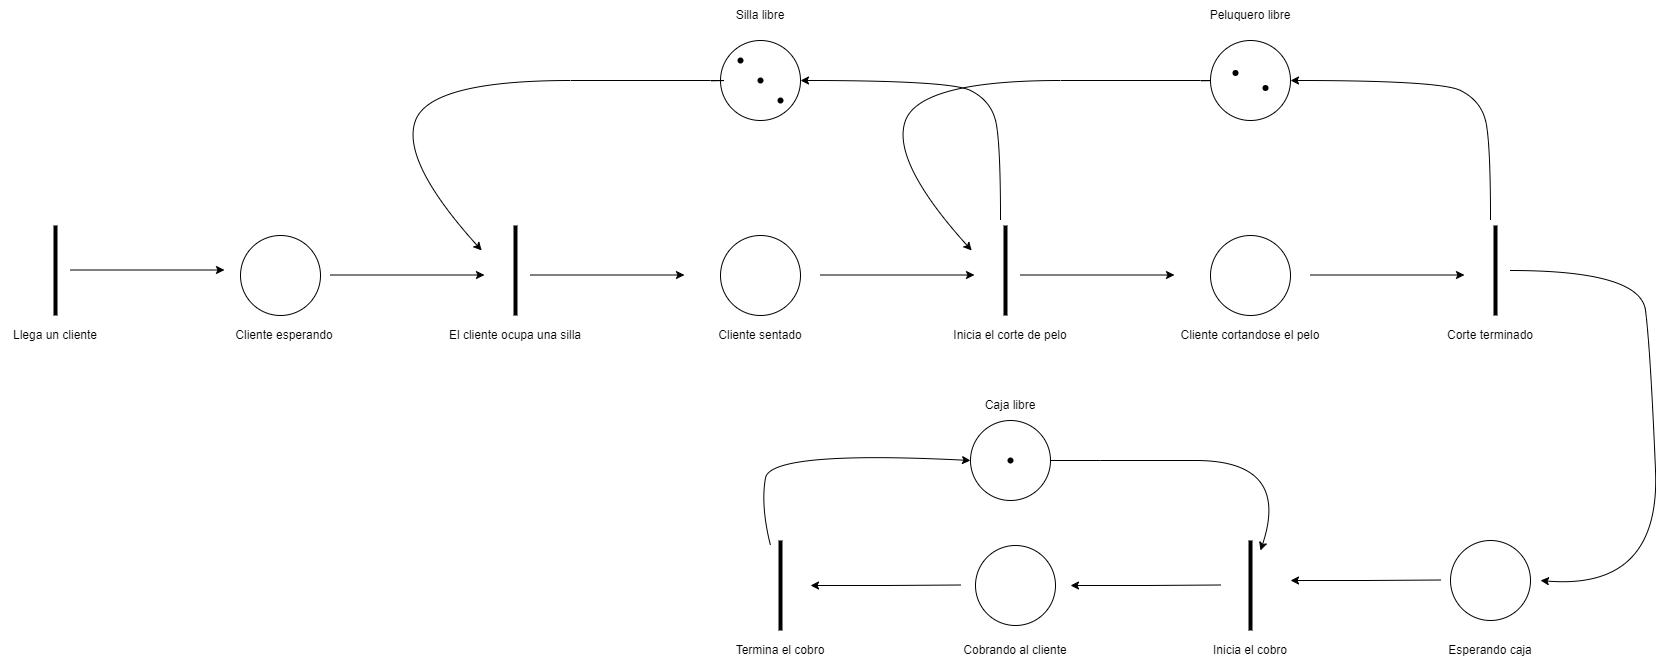 Silla libre
Peluquero libre
Llega un cliente
Cliente esperando
El cliente ocupa una silla
Cliente sentado
Inicia el corte de pelo
Cliente cortandose el pelo
Corte terminado
Caja libre
Termina el cobro
Cobrando al cliente
Inicia el cobro
Esperando caja